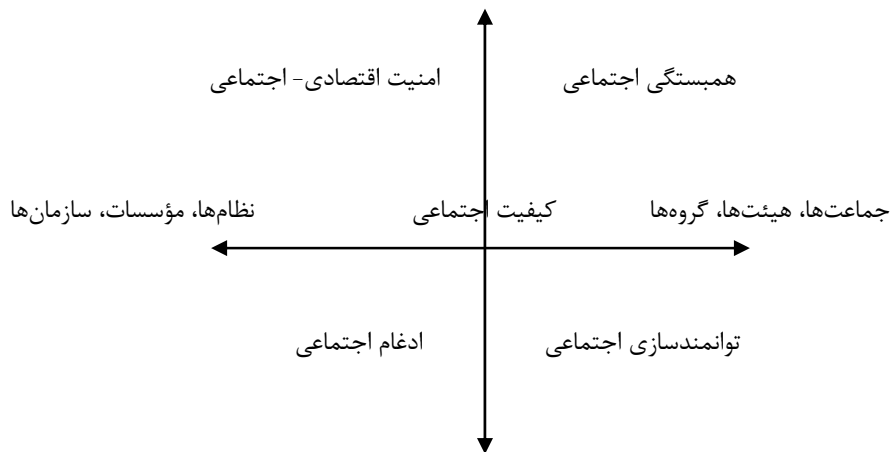 همبستگی اجتماعی
امنیت اقتصادی- اجتماعی
جماعت‌ها، هیئت‌ها، گروه‌ها
کیفیت اجتماعی
نظام‌ها، مؤسسات، سازمان‌ها
توانمندسازی اجتماعی
ادغام اجتماعی